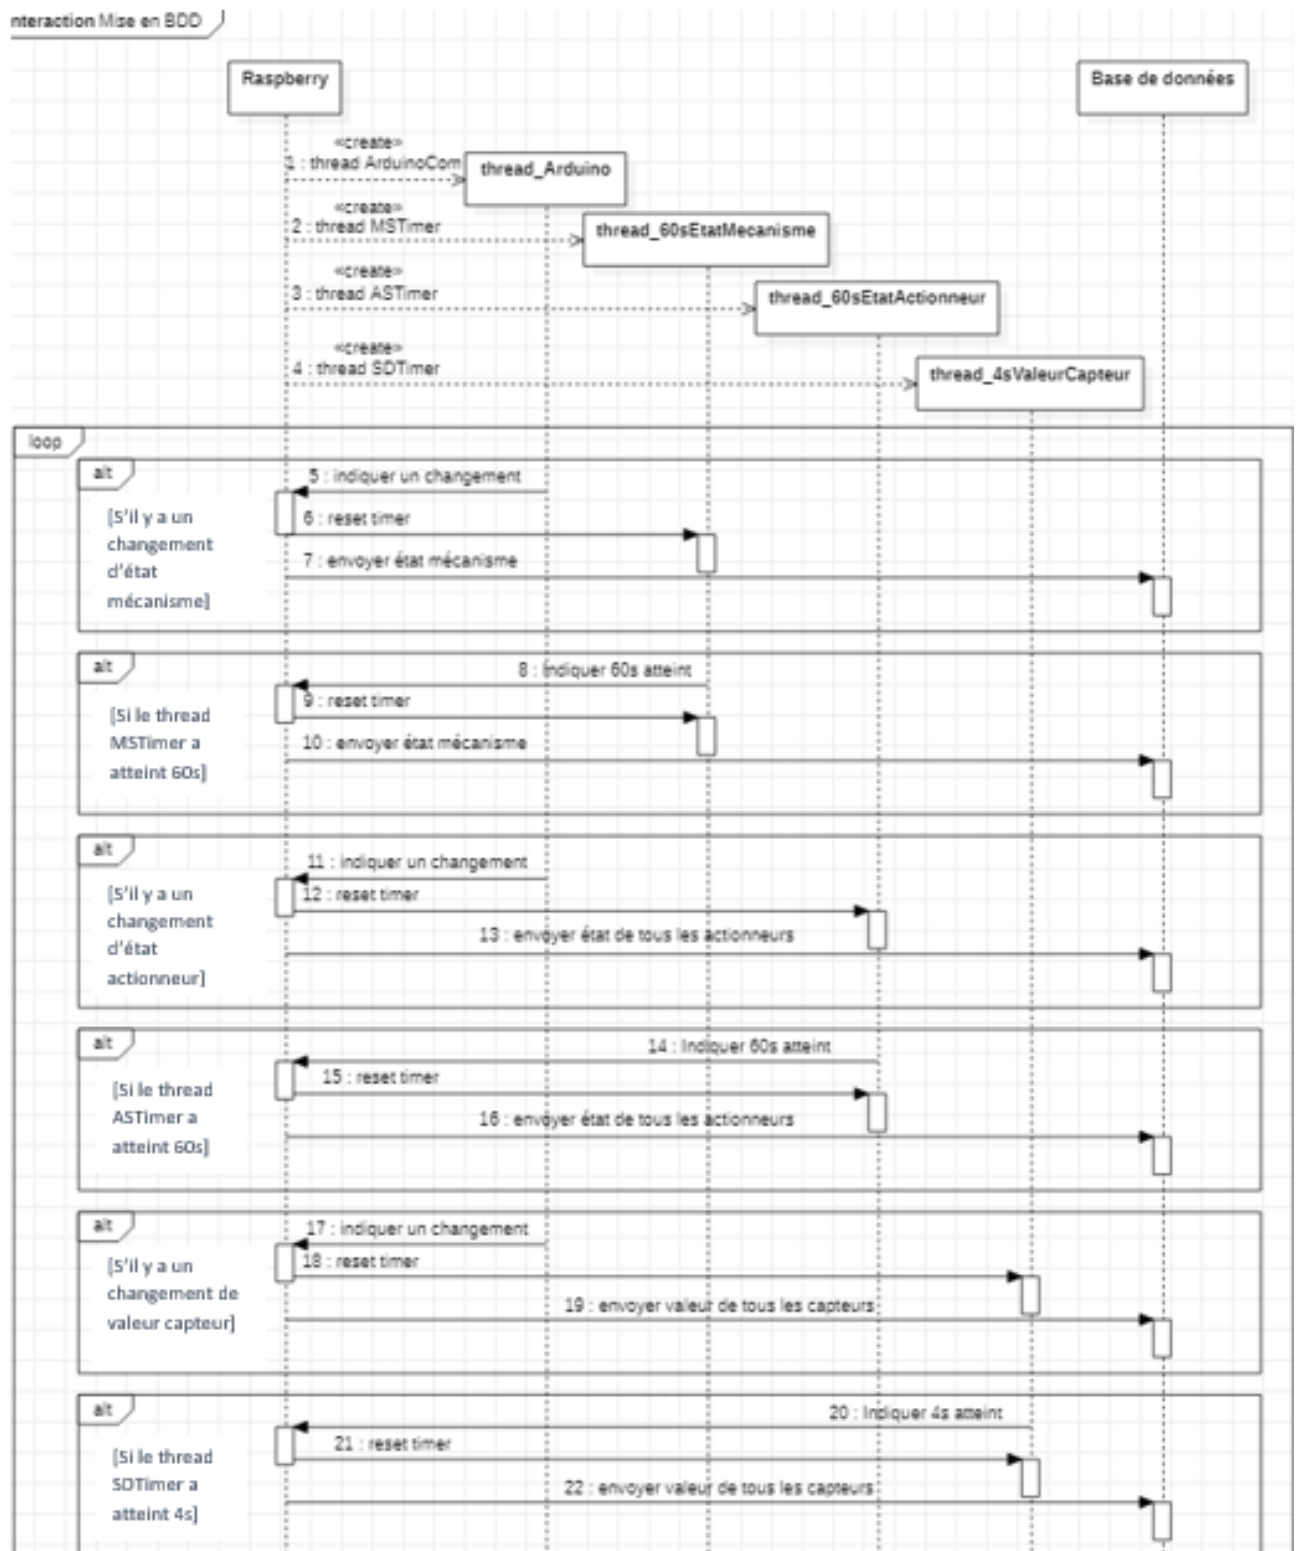 nteraction Mise en BDD
Raspberry
Base de données
«create»
1 : thread ArduinoCom
thread_Arduino
«create»
2 : thread MSTimer
thread_60sEtatMecanisme
«create»
3 : thread ASTimer
thread_60sEtatActionneur
«create»
4 : thread SDTimer
thread_4sValeurCapteur
loop
alt
5 : indiquer un changement
[S'il y a un
changement
d'état
mécanisme]
6 : reset timer
7 : envoyer état mécanisme
alt
8 : Indiquer 60s atteint
[Si le thread
MSTimer a
atteint 60s]
9 : reset timer
10 : envoyer état mécanisme
alt
11 : indiquer un changement
[S'il y a un
changement
d'état
actionneur]
12 : reset timer
13 : envoyer état de tous les actionneurs
alt
14 : Indiquer 60s atteint
[Si le thread
ASTimer a
atteint 60s]
15 : reset timer
16 : envoyer état de tous les actionneurs
alt
17 : indiquer un changement
[S'il y a un
changement de
valeur capteur]
18 : reset timer
19 : envoyer valeur de tous les capteurs
alt
20 : Indiquer 4s atteint
[Si le thread
SDTimer a
atteint 4s]
21 : reset timer
22 : envoyer valeur de tous les capteurs